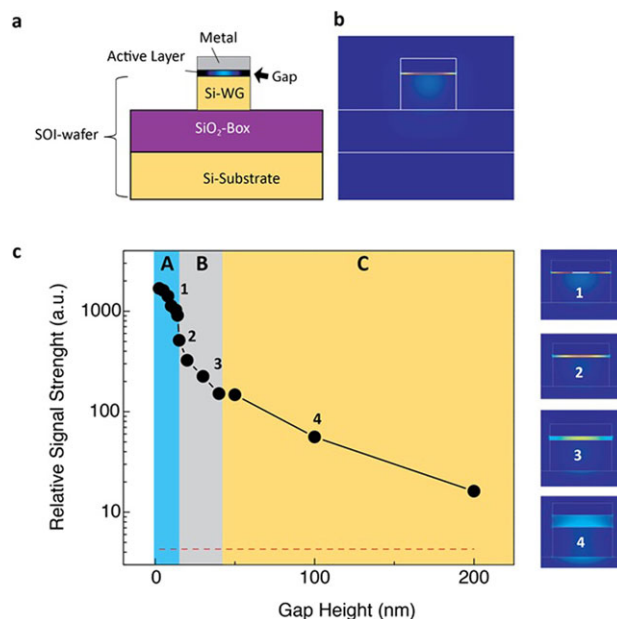 a
Metal
Active Layer
Gap
Si-WG
SOI-wafer
SiO₂-Box
Si-Substrate
b
c
Relative Signal Strenght (a.u.)
1000
100
10
A
B
C
1
2
3
4
0
100
200
Gap Height (nm)
1
2
3
4